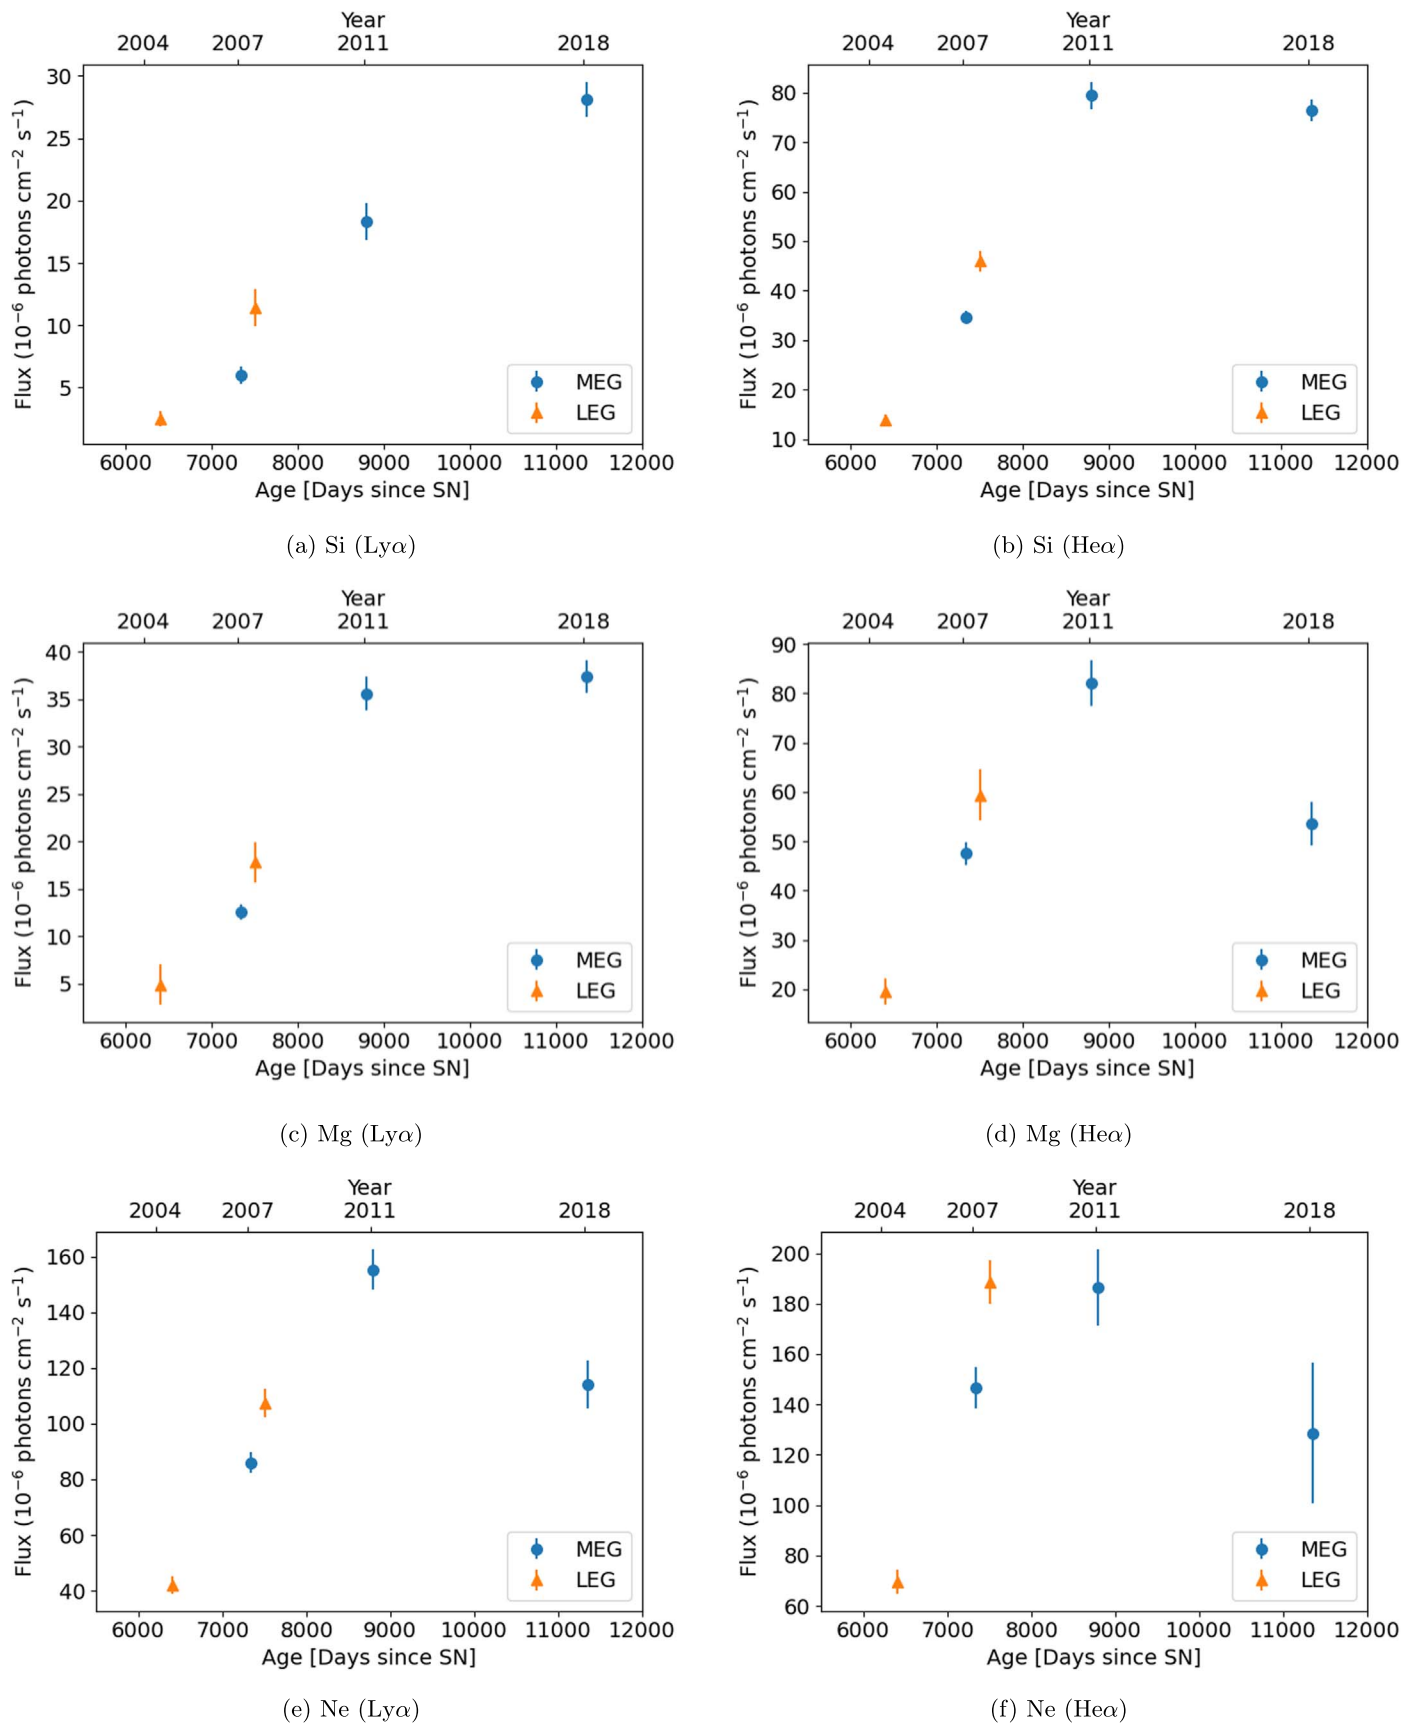 Year
2004 2007 2011 2018
30
25
20
15
10
5
Flux (10⁻⁶ photons cm⁻² s⁻¹)
MEG
LEG
6000 7000 8000 9000 10000 11000 12000
Age [Days since SN]
(a) Si (Lyα)
Year
2004 2007 2011 2018
80
70
60
50
40
30
20
10
Flux (10⁻⁶ photons cm⁻² s⁻¹)
MEG
LEG
6000 7000 8000 9000 10000 11000 12000
Age [Days since SN]
(b) Si (Heα)
Year
2004 2007 2011 2018
40
35
30
25
20
15
10
5
Flux (10⁻⁶ photons cm⁻² s⁻¹)
MEG
LEG
6000 7000 8000 9000 10000 11000 12000
Age [Days since SN]
(c) Mg (Lyα)
Year
2004 2007 2011 2018
90
80
70
60
50
40
30
20
Flux (10⁻⁶ photons cm⁻² s⁻¹)
MEG
LEG
6000 7000 8000 9000 10000 11000 12000
Age [Days since SN]
(d) Mg (Heα)
Year
2004 2007 2011 2018
160
140
120
100
80
60
40
Flux (10⁻⁶ photons cm⁻² s⁻¹)
MEG
LEG
6000 7000 8000 9000 10000 11000 12000
Age [Days since SN]
(e) Ne (Lyα)
Year
2004 2007 2011 2018
200
180
160
140
120
100
80
60
Flux (10⁻⁶ photons cm⁻² s⁻¹)
MEG
LEG
6000 7000 8000 9000 10000 11000 12000
Age [Days since SN]
(f) Ne (Heα)